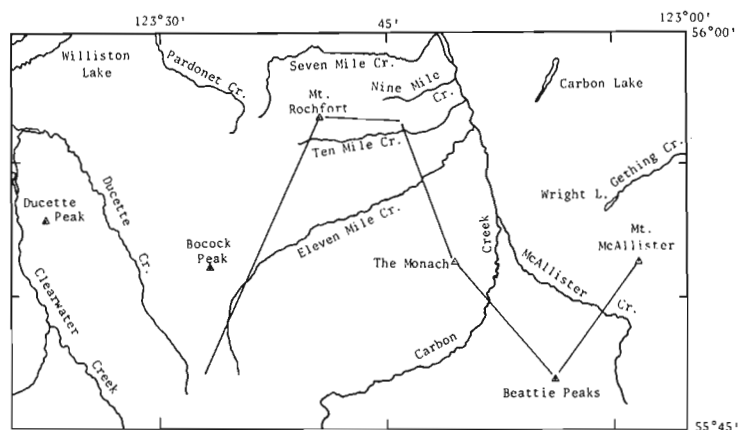 123°30'
45'
123°00'
56°00'
Williston
Lake
Pardonet Cr.
Seven Mile Cr.
Nine Mile
Cr.
Mt.
Rochfort
Carbon Lake
Ten Mile Cr.
Gething Cr.
Wright L.
Ducette
Peak
Ducette
Cr.
Bocock
Peak
Eleven Mile Cr.
The Monach
Creek
Mt.
McAllister
McAllister
Cr.
Clearwater
Creek
Carbon
Beattie Peaks
55°45'